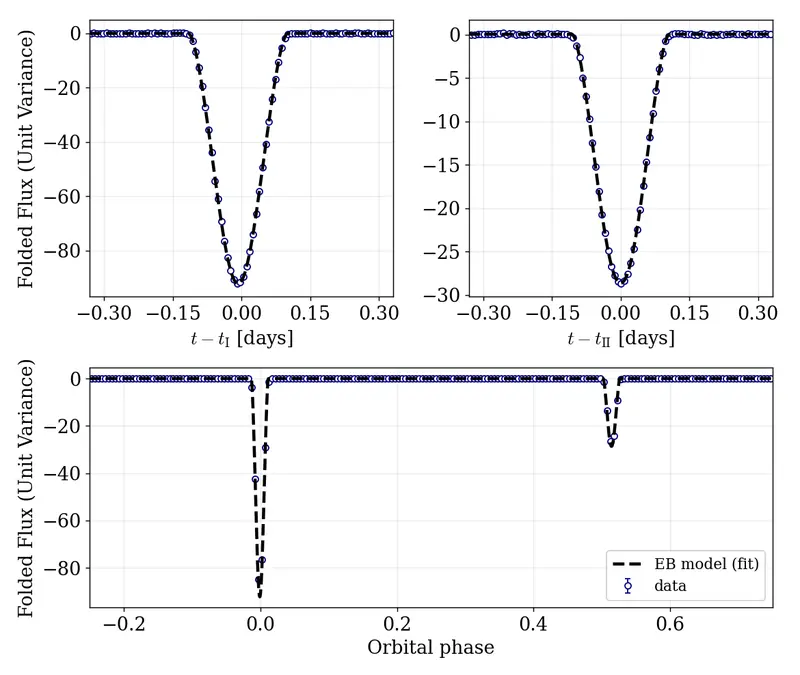 Folded Flux (Unit Variance)
0
−20
−40
−60
−80
−0.30 −0.15 0.00 0.15 0.30
t − t_I [days]
0
−5
−10
−15
−20
−25
−30
−0.30 −0.15 0.00 0.15 0.30
t − t_II [days]
Folded Flux (Unit Variance)
0
−20
−40
−60
−80
−0.2 0.0 0.2 0.4 0.6
Orbital phase
EB model (fit)
data